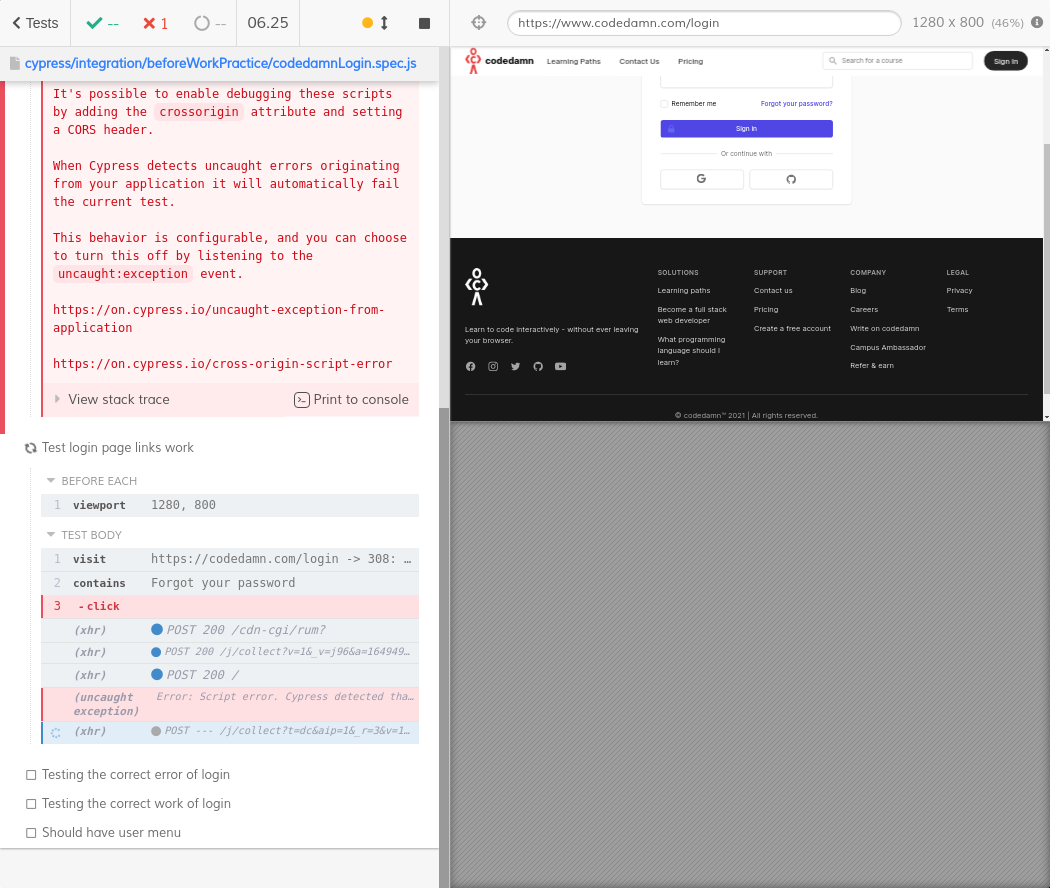 Tests
--
1
--
06.25
https://www.codedamn.com/login
1280 x 800 (46%)
cypress/integration/beforeWorkPractice/codedamnLogin.spec.js
It's possible to enable debugging these scripts
by adding the crossorigin attribute and setting
a CORS header.
When Cypress detects uncaught errors originating
from your application it will automatically fail
the current test.
This behavior is configurable, and you can choose
to turn this off by listening to the
uncaught:exception event.
https://on.cypress.io/uncaught-exception-from-
application
https://on.cypress.io/cross-origin-script-error
View stack trace
Print to console
Test login page links work
BEFORE EACH
1 viewport 1280, 800
TEST BODY
1 visit https://codedamn.com/login -> 308: …
2 contains Forgot your password
3 -click
(xhr) POST 200 /cdn-cgi/rum?
(xhr) POST 200 /j/collect?v=1&_v=j96&a=164949…
(xhr) POST 200 /
(uncaught exception) Error: Script error. Cypress detected tha…
(xhr) POST --- /j/collect?t=dc&aip=1&_r=3&v=1…
Testing the correct error of login
Testing the correct work of login
Should have user menu
codedamn
Learning Paths
Contact Us
Pricing
Search for a course
Sign In
Remember me
Forgot your password?
Sign in
Or continue with
SOLUTIONS
Learning paths
Become a full stack
web developer
What programming
language should I
learn?
SUPPORT
Contact us
Pricing
Create a free account
COMPANY
Blog
Careers
Write on codedamn
Campus Ambassador
Refer & earn
LEGAL
Privacy
Terms
Learn to code interactively - without ever leaving
your browser.
© codedamn™ 2021 | All rights reserved.